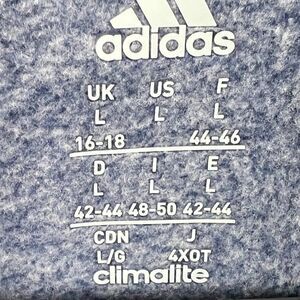 adidas
UK US F
L L L
16-18 44-46
D I E
L L L
42-44 48-50 42-44
CDN J
L/G 4XOT
climalite